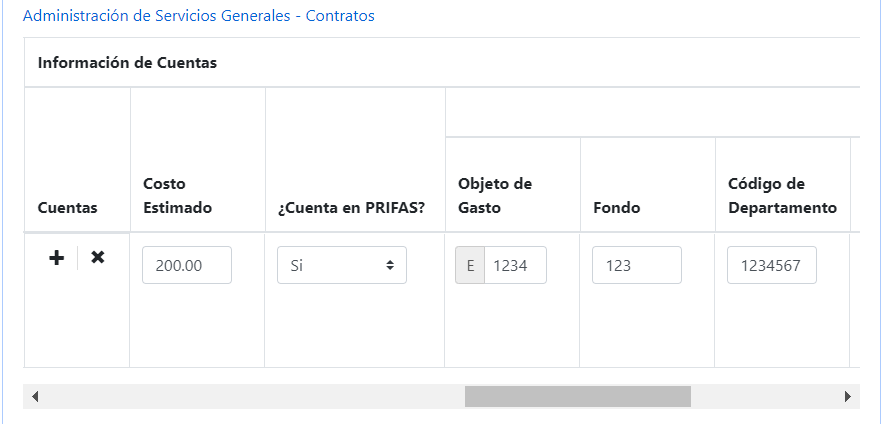 Administración de Servicios Generales - Contratos
Información de Cuentas
Cuentas
Costo
Estimado
¿Cuenta en PRIFAS?
Objeto de
Gasto
Fondo
Código de
Departamento
200.00
Si
E 1234
123
1234567